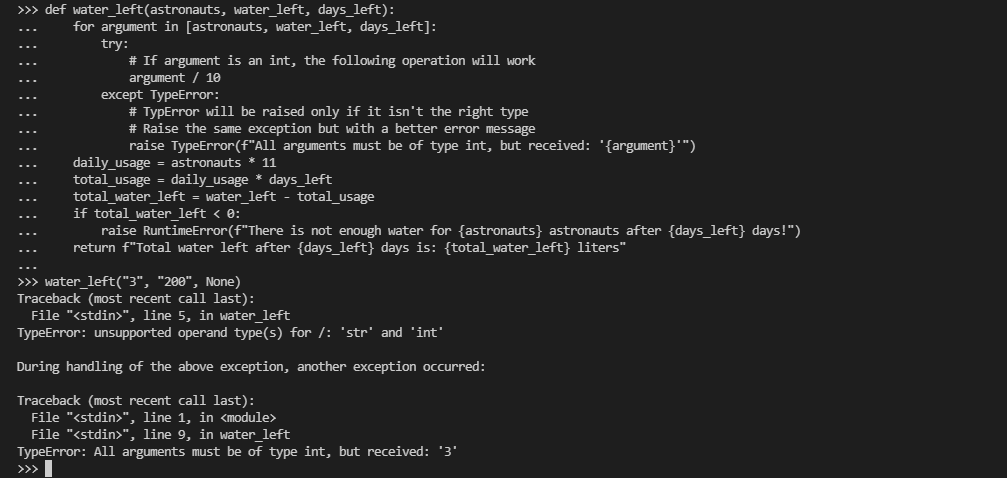 >>> def water_left(astronauts, water_left, days_left):
...     for argument in [astronauts, water_left, days_left]:
...         try:
...             # If argument is an int, the following operation will work
...             argument / 10
...         except TypeError:
...             # TypError will be raised only if it isn't the right type
...             # Raise the same exception but with a better error message
...             raise TypeError(f"All arguments must be of type int, but received: '{argument}'")
...     daily_usage = astronauts * 11
...     total_usage = daily_usage * days_left
...     total_water_left = water_left - total_usage
...     if total_water_left < 0:
...         raise RuntimeError(f"There is not enough water for {astronauts} astronauts after {days_left} days!")
...     return f"Total water left after {days_left} days is: {total_water_left} liters"
...
>>> water_left("3", "200", None)
Traceback (most recent call last):
  File "<stdin>", line 5, in water_left
TypeError: unsupported operand type(s) for /: 'str' and 'int'

During handling of the above exception, another exception occurred:

Traceback (most recent call last):
  File "<stdin>", line 1, in <module>
  File "<stdin>", line 9, in water_left
TypeError: All arguments must be of type int, but received: '3'
>>>